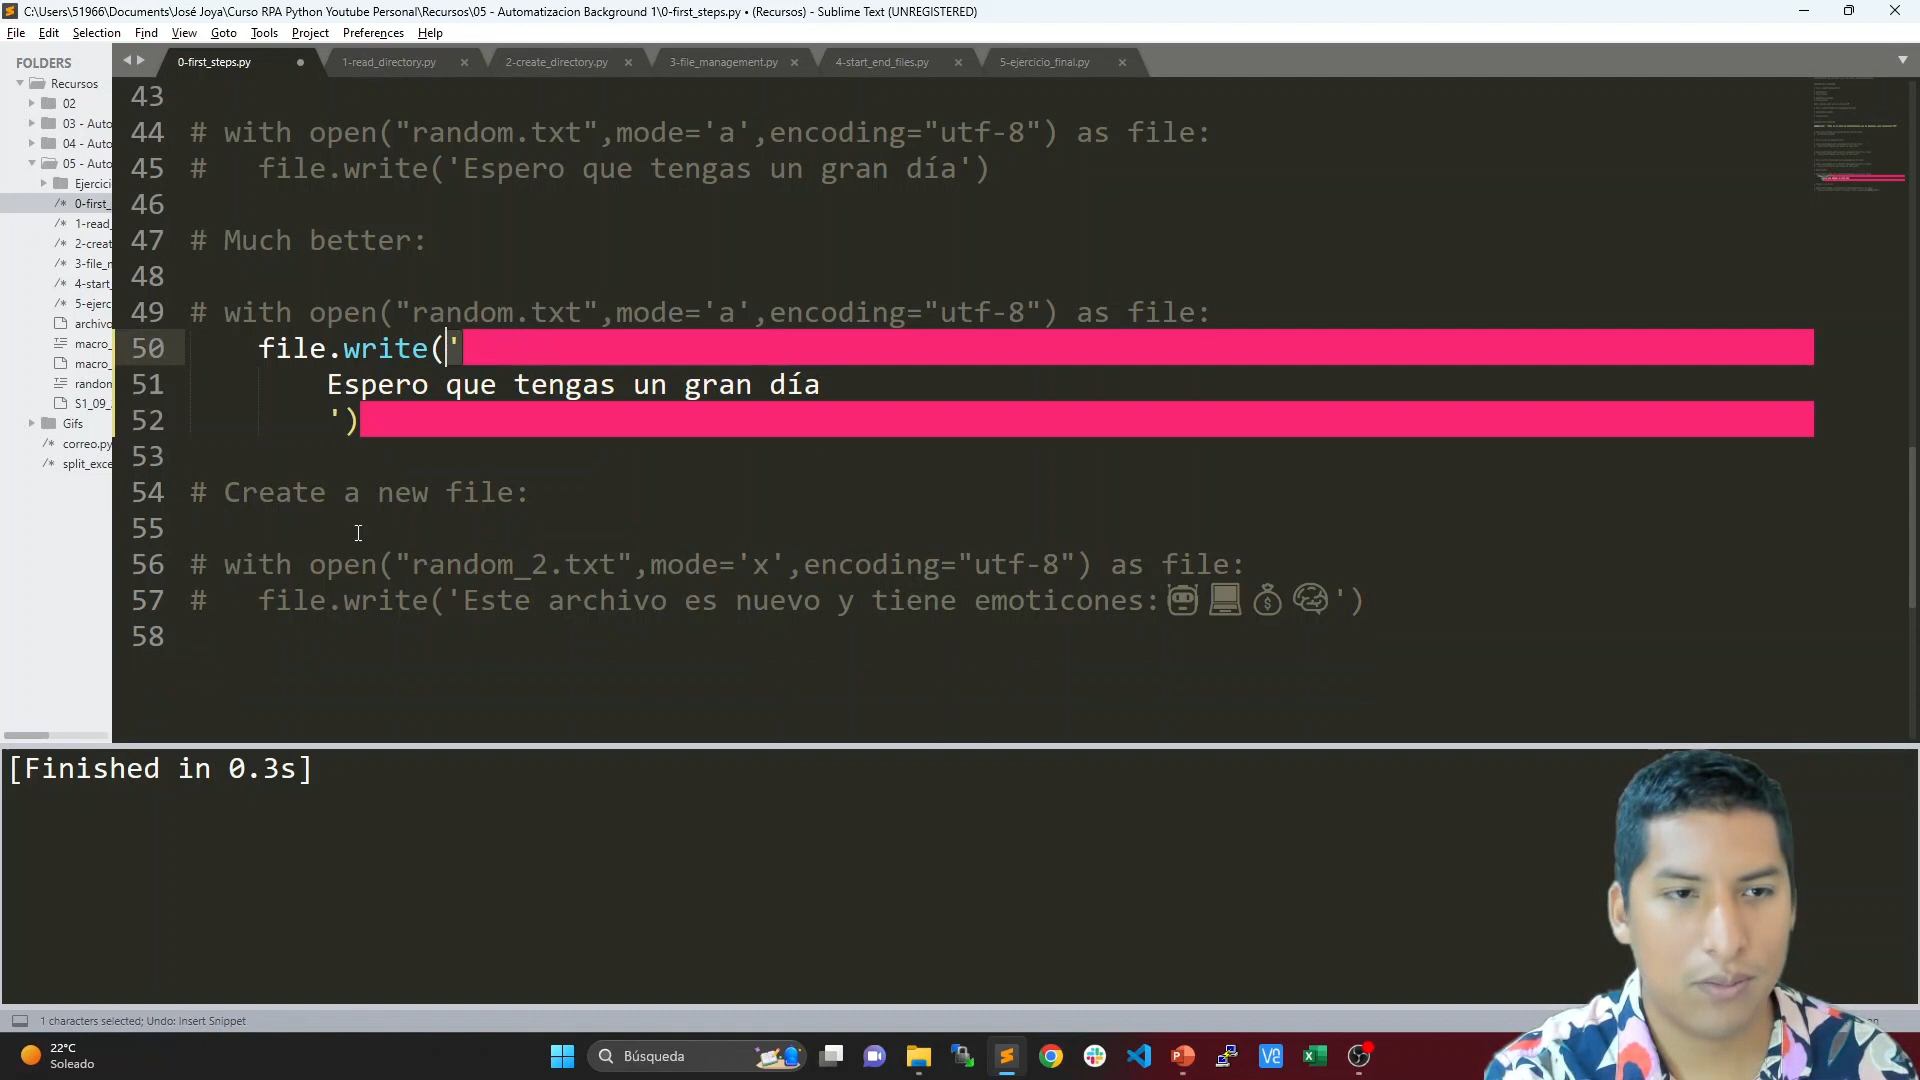 C:\Users\51966\Documents\José Joya\Curso RPA Python Youtube Personal\Recursos\05 - Automatizacion Background 1\0-first_steps.py • (Recursos) - Sublime Text (UNREGISTERED)
File Edit Selection Find View Goto Tools Project Preferences Help
FOLDERS
Recursos
02
03 - Auto
04 - Auto
05 - Auto
Ejercici
0-first_
1-read_
2-creat
3-file_r
4-start_
5-ejerc
archivo
macro_
macro_
random
S1_09_
Gifs
correo.py
split_exce
0-first_steps.py 1-read_directory.py 2-create_directory.py 3-file_management.py 4-start_end_files.py 5-ejercicio_final.py
43
44 # with open("random.txt",mode='a',encoding="utf-8") as file:
45 #   file.write('Espero que tengas un gran día')
46
47 # Much better:
48
49 # with open("random.txt",mode='a',encoding="utf-8") as file:
50     file.write('
51         Espero que tengas un gran día
52         ')
53
54 # Create a new file:
55
56 # with open("random_2.txt",mode='x',encoding="utf-8") as file:
57 #   file.write('Este archivo es nuevo y tiene emoticones:🤖💻💰🧠')
58
[Finished in 0.3s]
1 characters selected; Undo: Insert Snippet
22°C
Soleado
Búsqueda